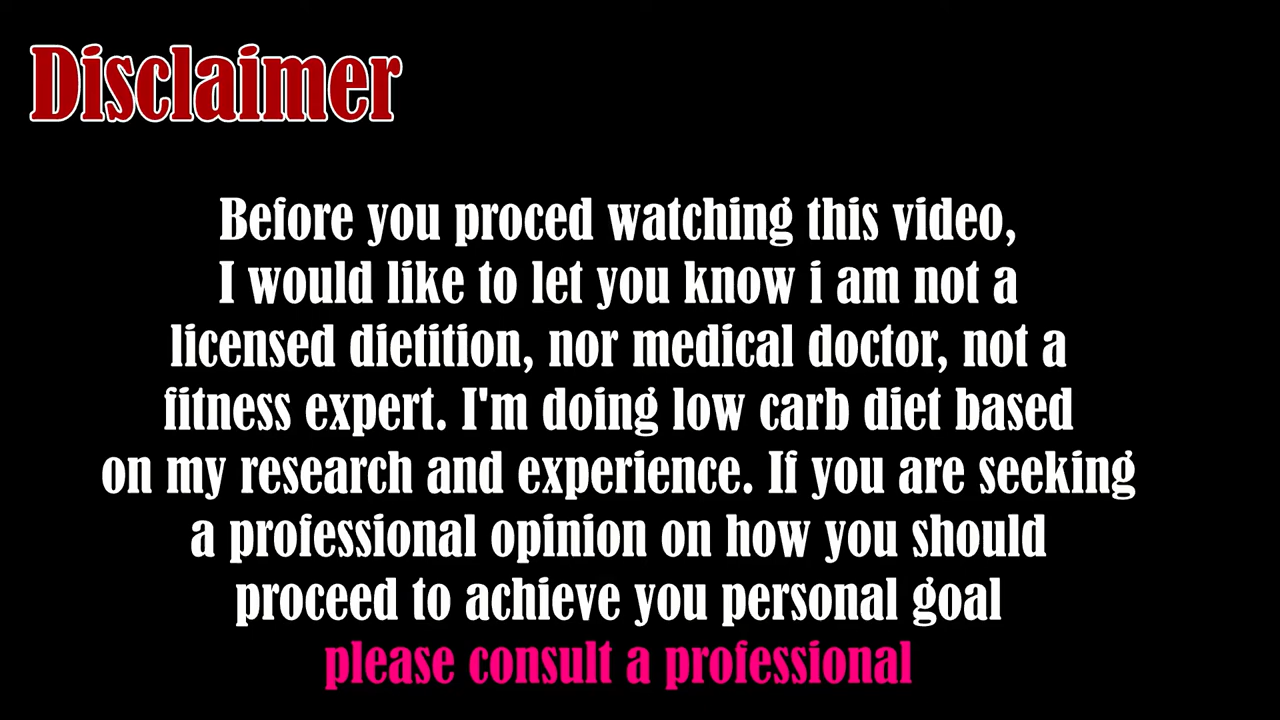 Disclaimer
Before you proced watching this video,
I would like to let you know i am not a
licensed dietition, nor medical doctor, not a
fitness expert. I'm doing low carb diet based
on my research and experience. If you are seeking
a professional opinion on how you should
proceed to achieve you personal goal
please consult a professional